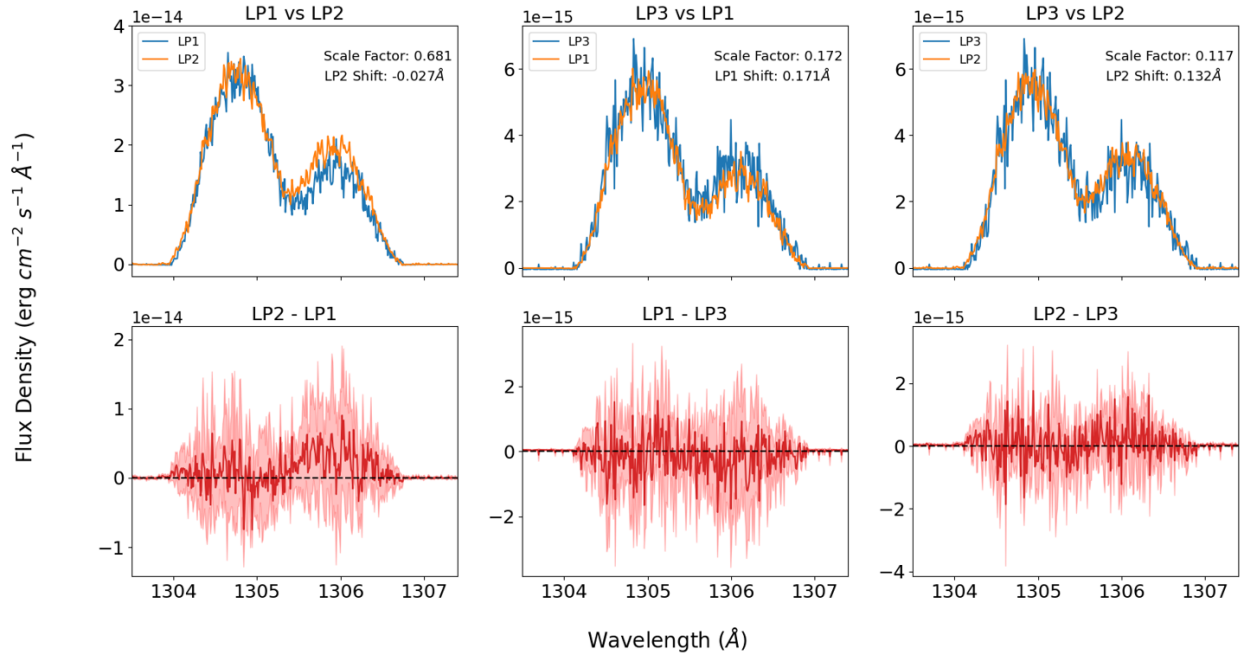 LP1 vs LP2
LP3 vs LP1
LP3 vs LP2
1e−14
1e−15
1e−15
LP1
LP2
Scale Factor: 0.681
LP2 Shift: -0.027Å
LP3
LP1
Scale Factor: 0.172
LP1 Shift: 0.171Å
LP3
LP2
Scale Factor: 0.117
LP2 Shift: 0.132Å
4
3
2
1
0
6
4
2
0
6
4
2
0
Flux Density (erg cm⁻² s⁻¹ Å⁻¹)
LP2 - LP1
LP1 - LP3
LP2 - LP3
1e−14
1e−15
1e−15
2
1
0
−1
2
0
−2
2
0
−2
−4
1304 1305 1306 1307
1304 1305 1306 1307
1304 1305 1306 1307
Wavelength (Å)